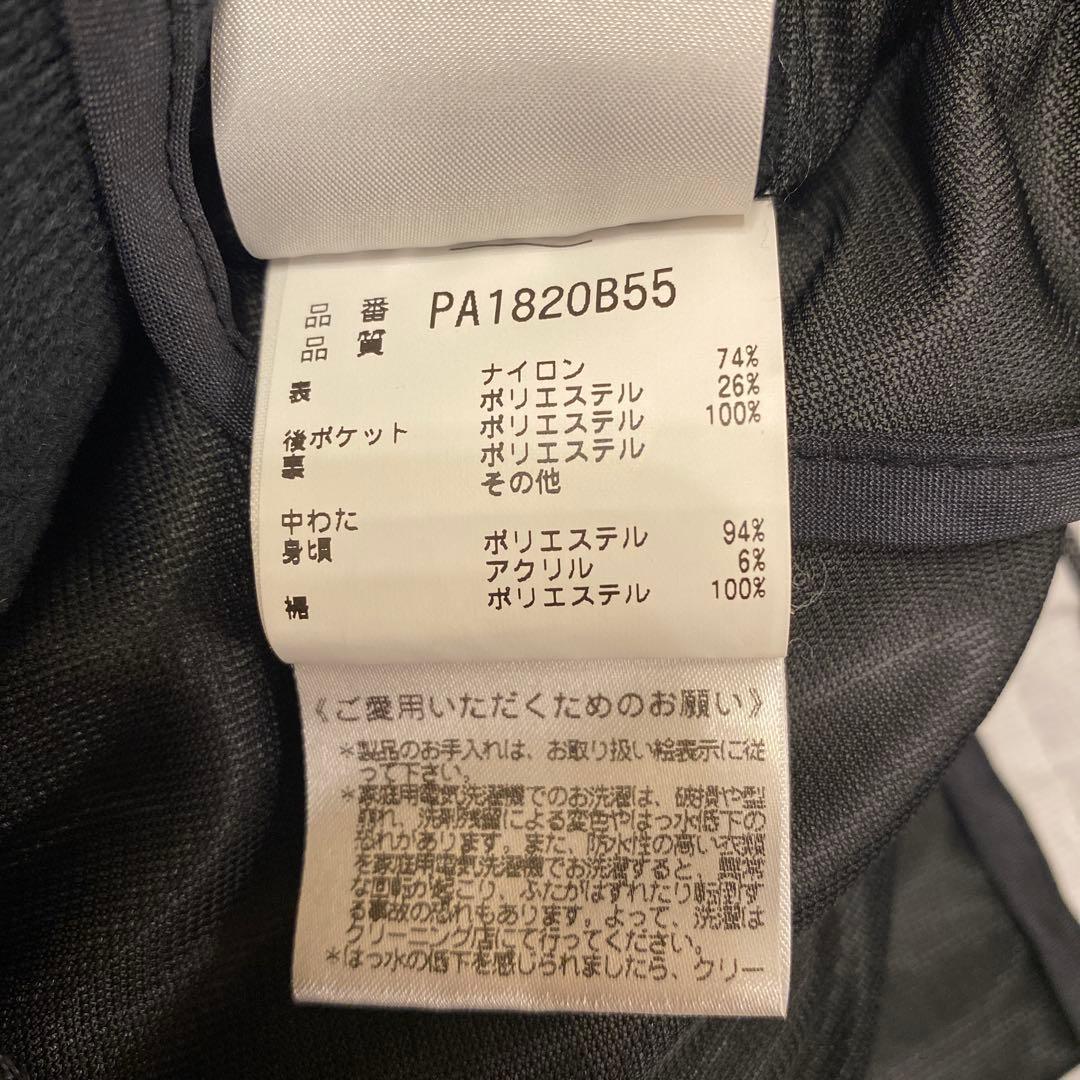 品 番 PA1820B55
品 質
表 ナイロン 74%
ポリエステル 26%
後ポケット ポリエステル 100%
裏 ポリエステル
その他
中わた
身頃 ポリエステル 94%
アクリル 6%
裾 ポリエステル 100%
《ご愛用いただくためのお願い》
*製品のお手入れは、お取り扱い絵表示に従
って下さい。
*家庭用電気洗濯機でのお洗濯は、破損や型
崩れ、洗剤残留による変色やはっ水低下の
恐れがあります。また、防水性の高い衣類
を家庭用電気洗濯機でお洗濯すると、異常
な回転が起こり、ふたがはずれたり転倒す
る事故の恐れもあります。よって、洗濯は
クリーニング店にて行ってください。
*はっ水の低下を感じられましたら、クリー